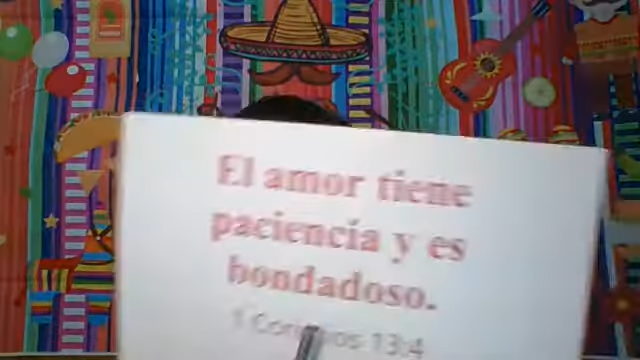 El amor tiene
paciencia y es
bondadoso.
1 Corintios 13:4